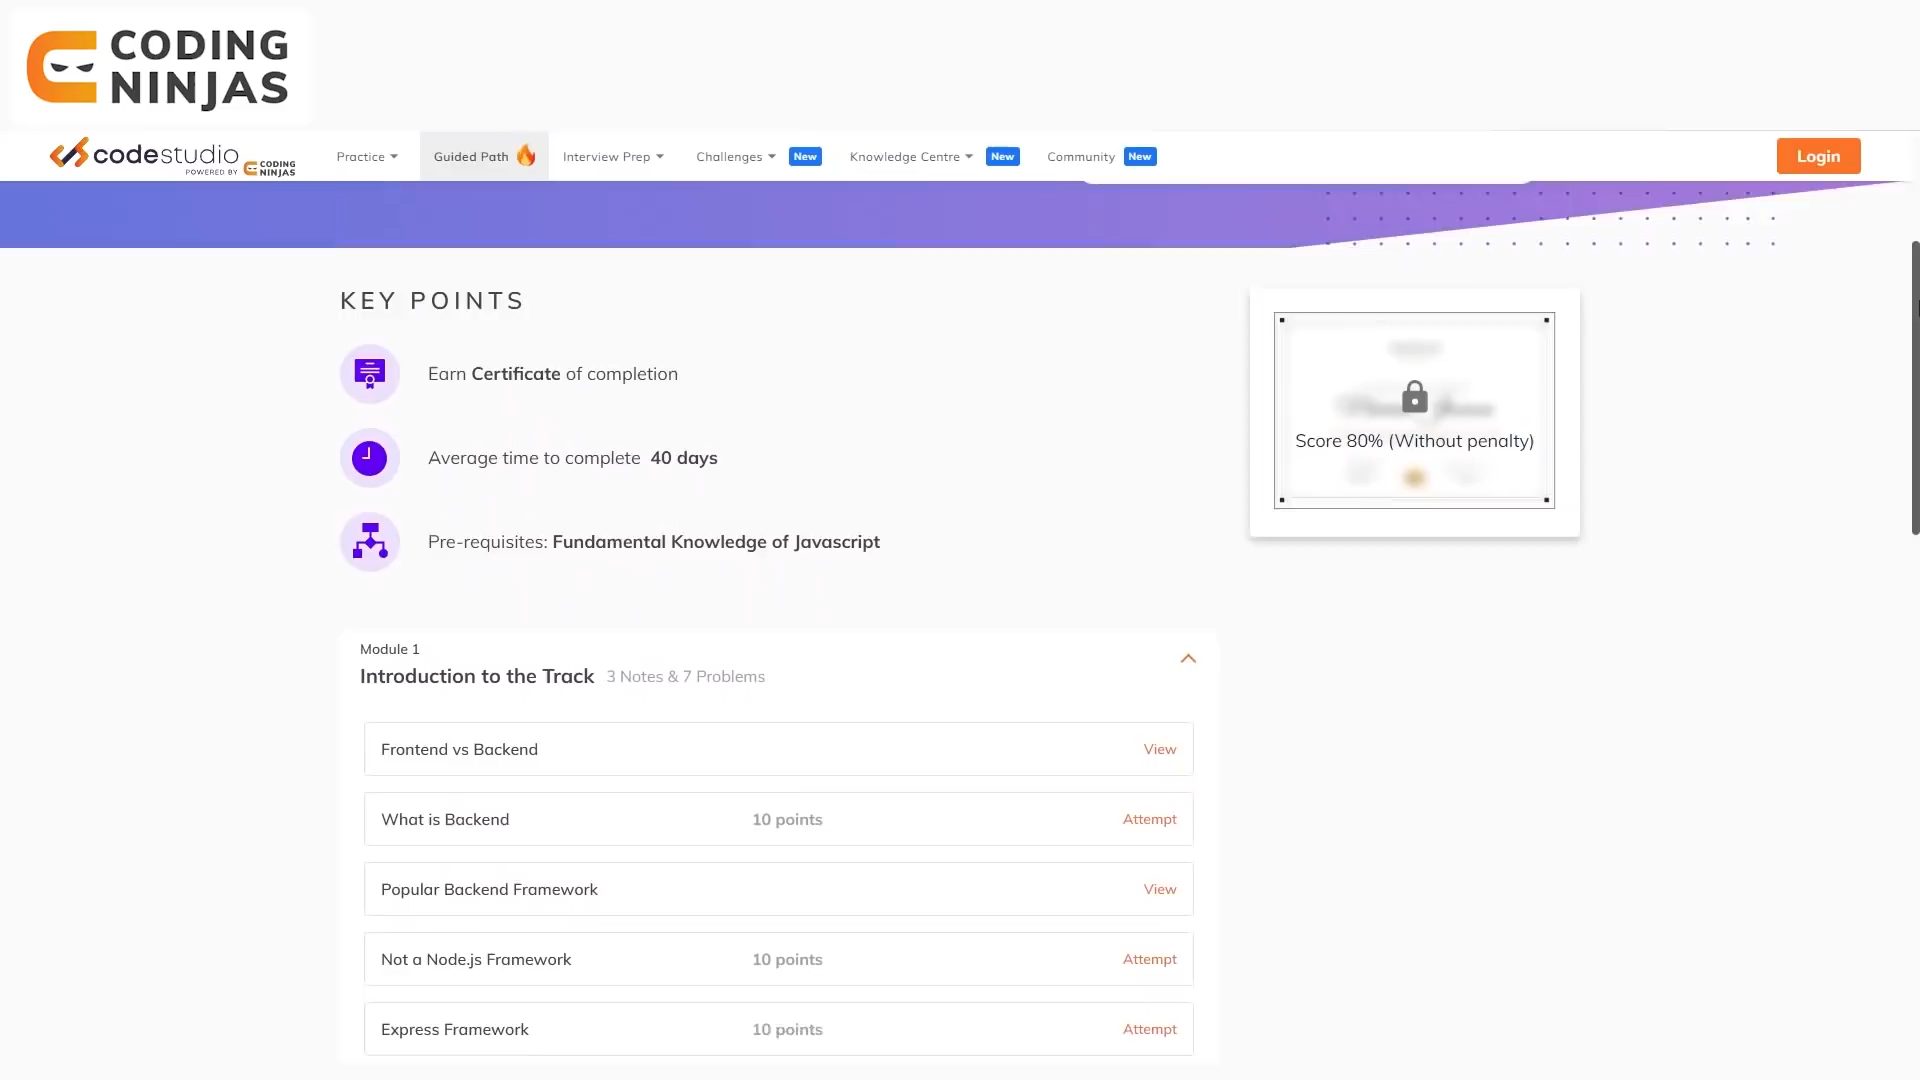 CODING
NINJAS
codestudio
POWERED BY CODING NINJAS
Practice
Guided Path
Interview Prep
Challenges New
Knowledge Centre New
Community New
Login
KEY POINTS
Earn Certificate of completion
Average time to complete 40 days
Pre-requisites: Fundamental Knowledge of Javascript
Score 80% (Without penalty)
Module 1
Introduction to the Track 3 Notes & 7 Problems
Frontend vs Backend View
What is Backend 10 points Attempt
Popular Backend Framework View
Not a Node.js Framework 10 points Attempt
Express Framework 10 points Attempt